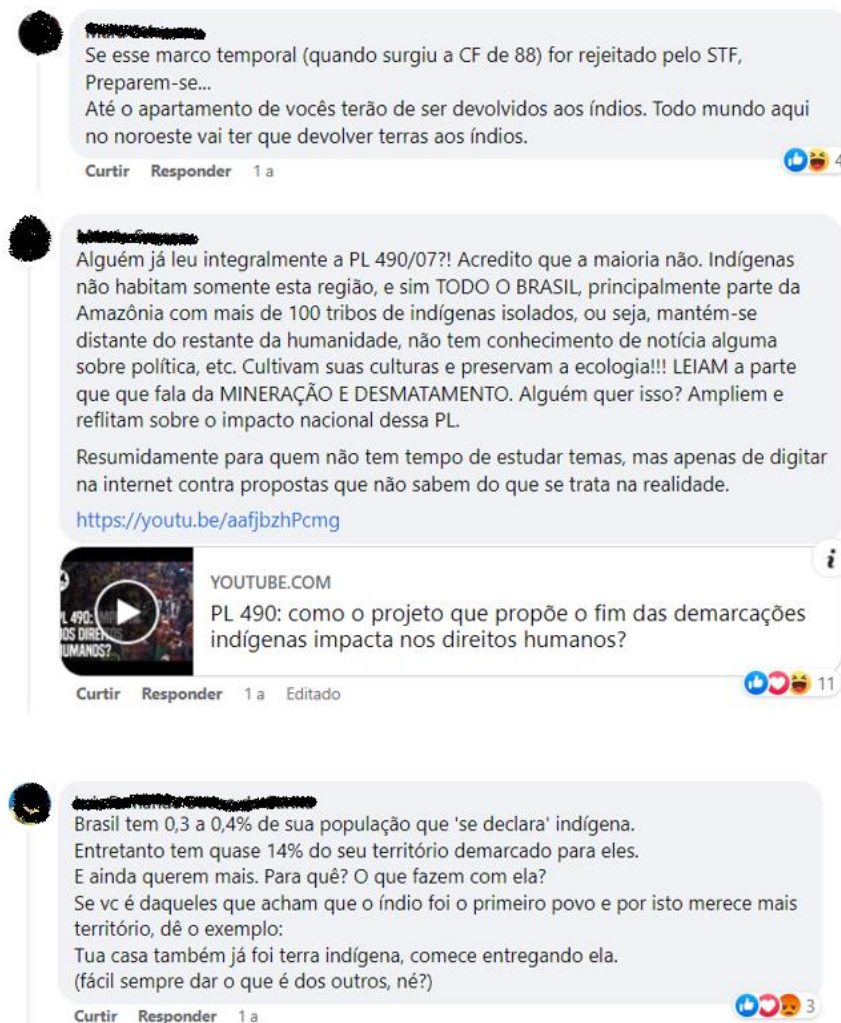 Se esse marco temporal (quando surgiu a CF de 88) for rejeitado pelo STF,
Preparem-se...
Até o apartamento de vocês terão de ser devolvidos aos índios. Todo mundo aqui
no noroeste vai ter que devolver terras aos índios.
Curtir Responder 1 a
4
Alguém já leu integralmente a PL 490/07?! Acredito que a maioria não. Indígenas
não habitam somente esta região, e sim TODO O BRASIL, principalmente parte da
Amazônia com mais de 100 tribos de indígenas isolados, ou seja, mantém-se
distante do restante da humanidade, não tem conhecimento de notícia alguma
sobre política, etc. Cultivam suas culturas e preservam a ecologia!!! LEIAM a parte
que que fala da MINERAÇÃO E DESMATAMENTO. Alguém quer isso? Ampliem e
reflitam sobre o impacto nacional dessa PL.
Resumidamente para quem não tem tempo de estudar temas, mas apenas de digitar
na internet contra propostas que não sabem do que se trata na realidade.
https://youtu.be/aafjbzhPcmg
YOUTUBE.COM
PL 490: como o projeto que propõe o fim das demarcações
indígenas impacta nos direitos humanos?
Curtir Responder 1 a Editado
11
Brasil tem 0,3 a 0,4% de sua população que 'se declara' indígena.
Entretanto tem quase 14% do seu território demarcado para eles.
E ainda querem mais. Para quê? O que fazem com ela?
Se vc é daqueles que acham que o índio foi o primeiro povo e por isto merece mais
território, dê o exemplo:
Tua casa também já foi terra indígena, comece entregando ela.
(fácil sempre dar o que é dos outros, né?)
Curtir Responder 1 a
3